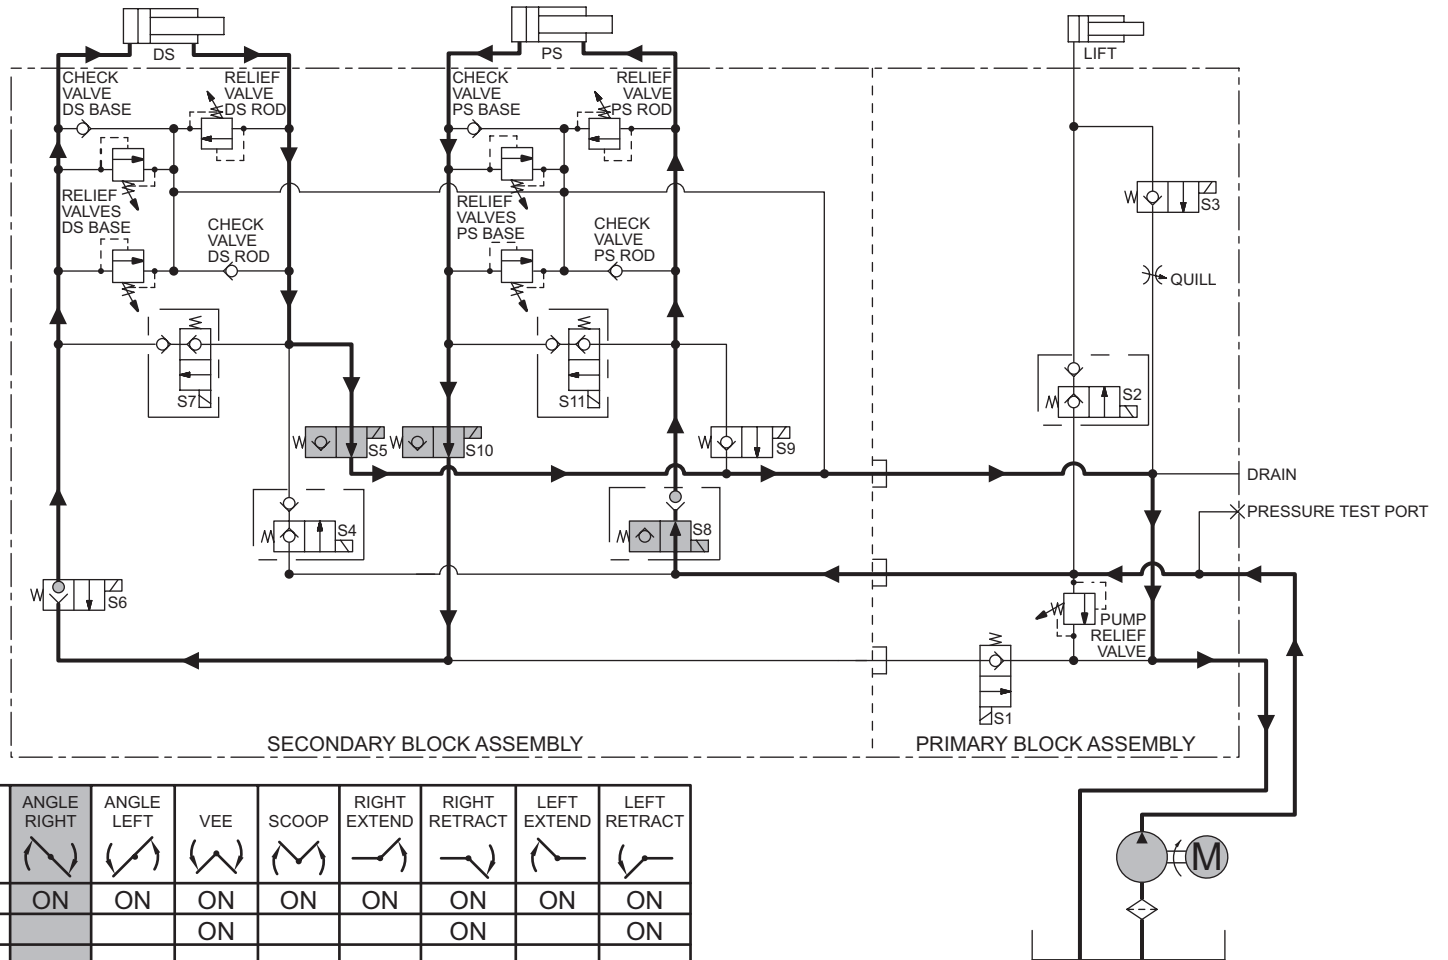 DS
PS
LIFT
CHECK
VALVE
DS BASE
RELIEF
VALVE
DS ROD
CHECK
VALVE
PS BASE
RELIEF
VALVE
PS ROD
RELIEF
VALVES
DS BASE
CHECK
VALVE
DS ROD
RELIEF
VALVES
PS BASE
CHECK
VALVE
PS ROD
S3
QUILL
S7
S11
S2
S5
S10
S9
DRAIN
PRESSURE TEST PORT
S4
S8
S6
PUMP
RELIEF
VALVE
S1
SECONDARY BLOCK ASSEMBLY
PRIMARY BLOCK ASSEMBLY
M
ANGLE RIGHT
ANGLE LEFT
VEE
SCOOP
RIGHT EXTEND
RIGHT RETRACT
LEFT EXTEND
LEFT RETRACT
ON ON ON ON ON ON ON ON
ON ON ON